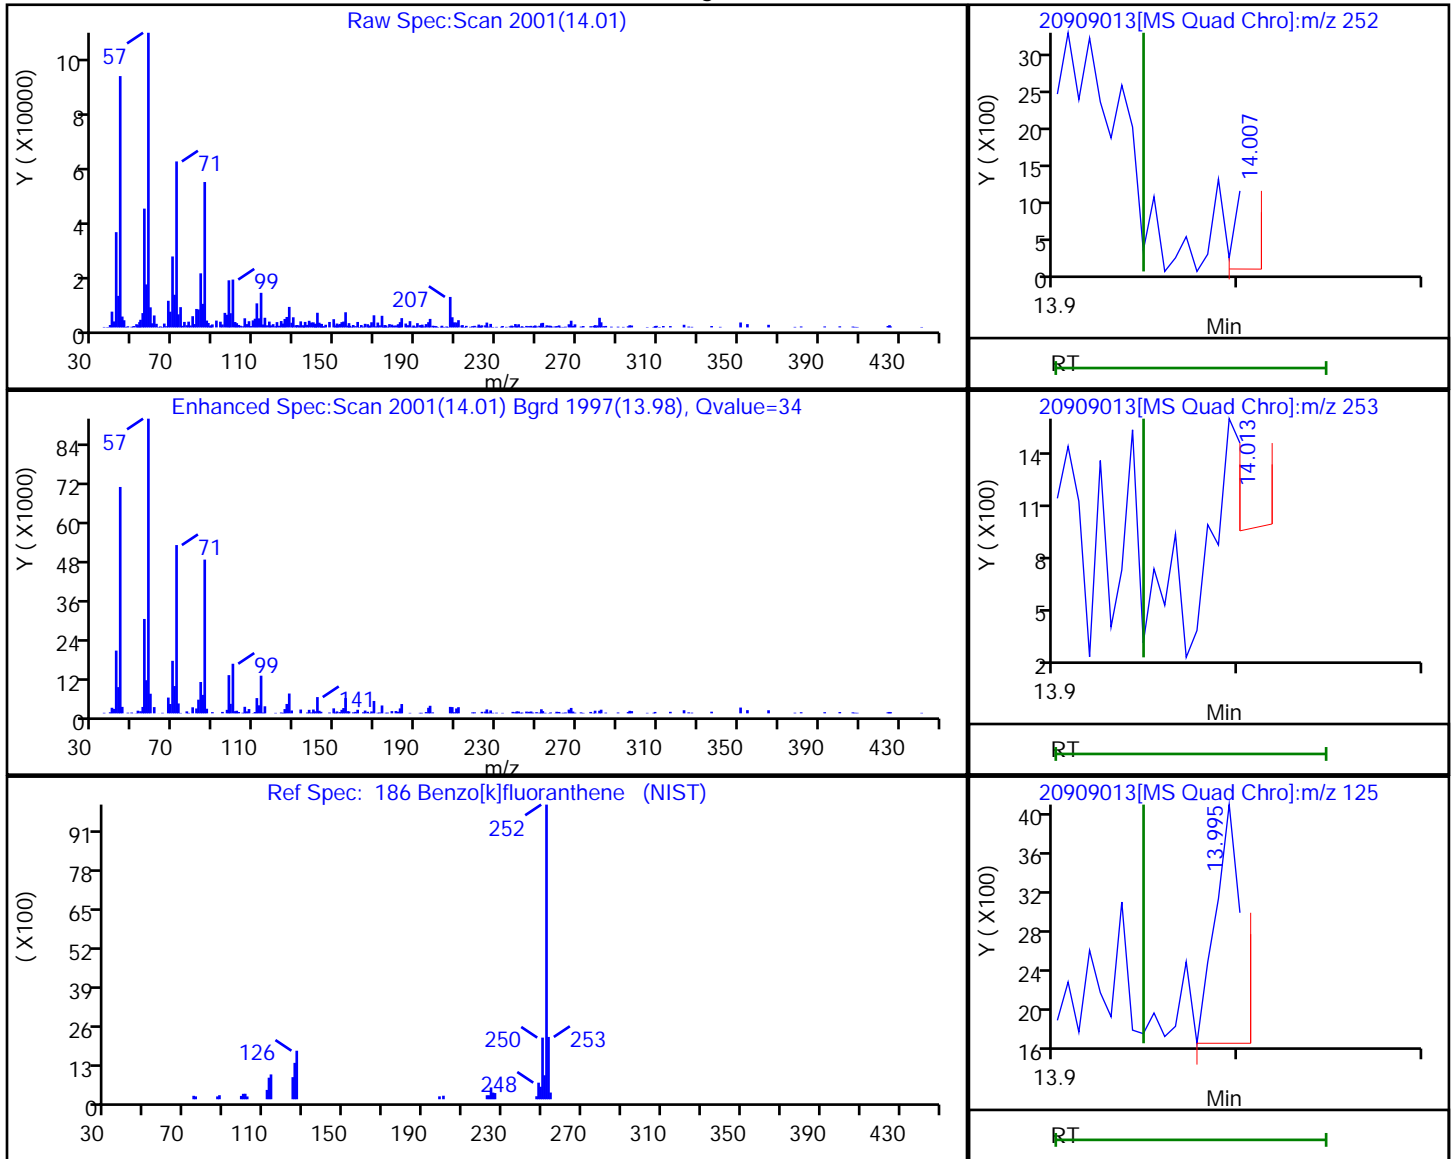 Raw Spec:Scan 2001(14.01)
Y ( X10000)
10
8
6
4
2
0
57
71
99
207
30 70 110 150 190 230 270 310 350 390 430
m/z
20909013[MS Quad Chro]:m/z 252
Y ( X100)
30
25
20
15
10
5
0
14.007
13.9
Min
RT
Enhanced Spec:Scan 2001(14.01) Bgrd 1997(13.98), Qvalue=34
Y ( X1000)
84
72
60
48
36
24
12
0
57
71
99
141
30 70 110 150 190 230 270 310 350 390 430
m/z
20909013[MS Quad Chro]:m/z 253
Y ( X100)
14
11
8
5
2
14.013
13.9
Min
RT
Ref Spec: 186 Benzo[k]fluoranthene (NIST)
( X100)
91
78
65
52
39
26
13
0
252
250
253
126
248
30 70 110 150 190 230 270 310 350 390 430
20909013[MS Quad Chro]:m/z 125
Y ( X100)
40
36
32
28
24
20
16
13.995
13.9
Min
RT